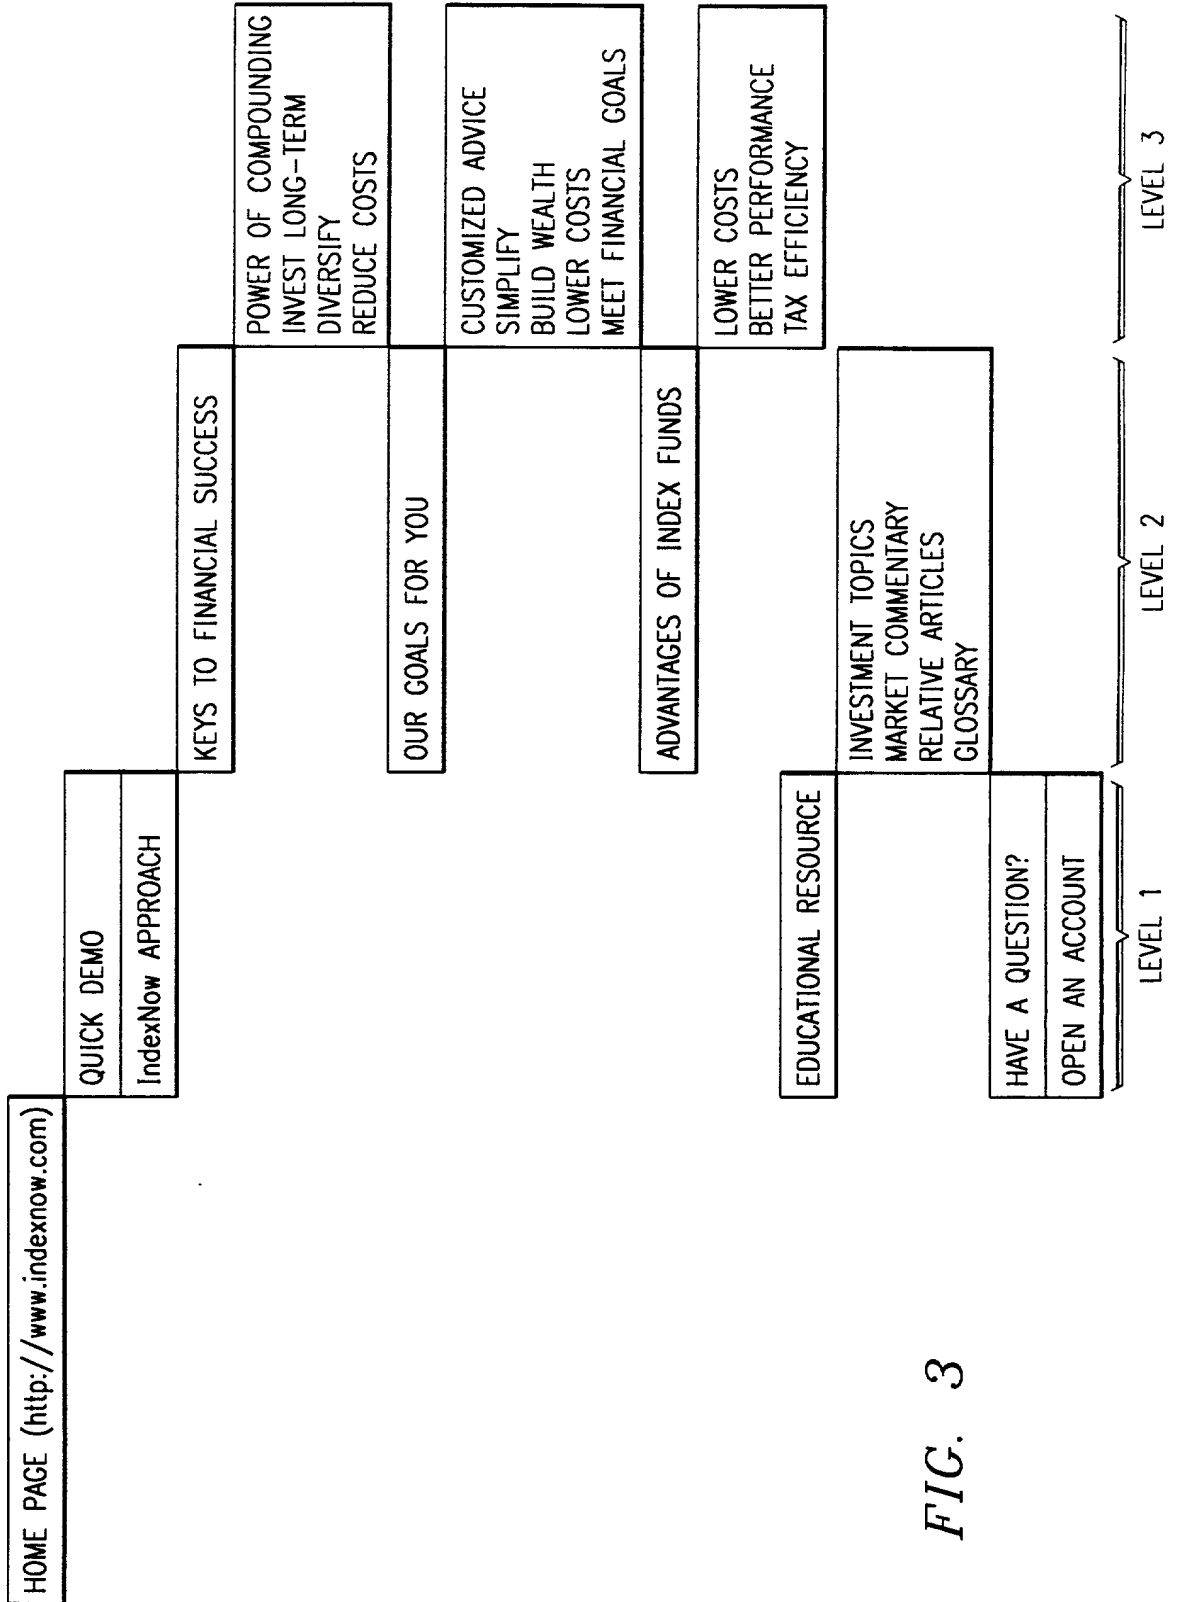 HOME PAGE (http://www.indexnow.com)
QUICK DEMO
IndexNow APPROACH
KEYS TO FINANCIAL SUCCESS
POWER OF COMPOUNDING
INVEST LONG-TERM
DIVERSIFY
REDUCE COSTS
OUR GOALS FOR YOU
CUSTOMIZED ADVICE
SIMPLIFY
BUILD WEALTH
LOWER COSTS
MEET FINANCIAL GOALS
ADVANTAGES OF INDEX FUNDS
LOWER COSTS
BETTER PERFORMANCE
TAX EFFICIENCY
EDUCATIONAL RESOURCE
INVESTMENT TOPICS
MARKET COMMENTARY
RELATIVE ARTICLES
GLOSSARY
HAVE A QUESTION?
OPEN AN ACCOUNT
LEVEL 1
LEVEL 2
LEVEL 3
FIG. 3